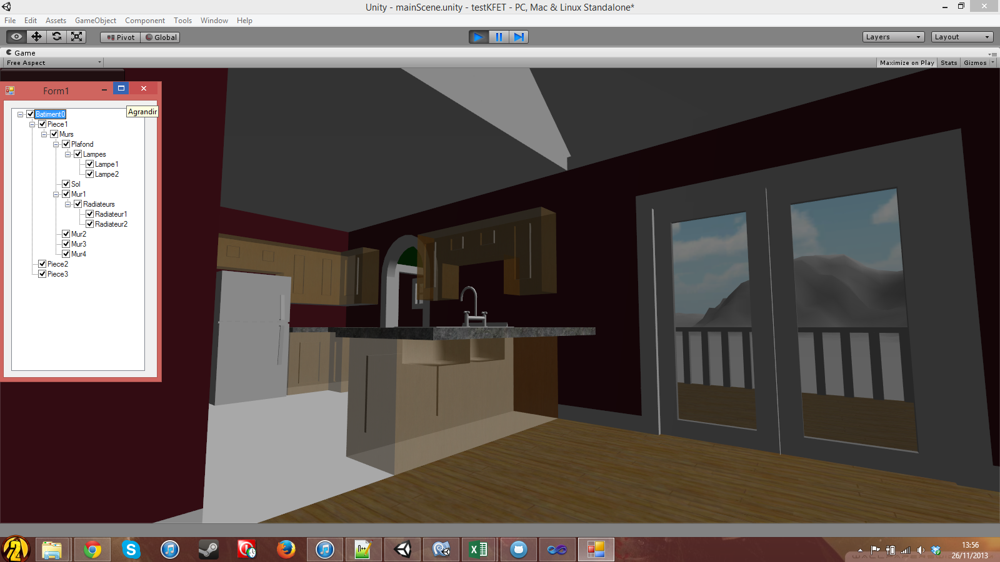 Unity - mainScene.unity - testKFET - PC, Mac & Linux Standalone*
File Edit Assets GameObject Component Tools Window Help
Pivot Global Layers Layout
Game
Free Aspect Maximize on Play Stats Gizmos
Form1
Agrandir
Batiment0
Piece1
Murs
Plafond
Lampes
Lampe1
Lampe2
Sol
Mur1
Radiateurs
Radiateur1
Radiateur2
Mur2
Mur3
Mur4
Piece2
Piece3
13:56
26/11/2013